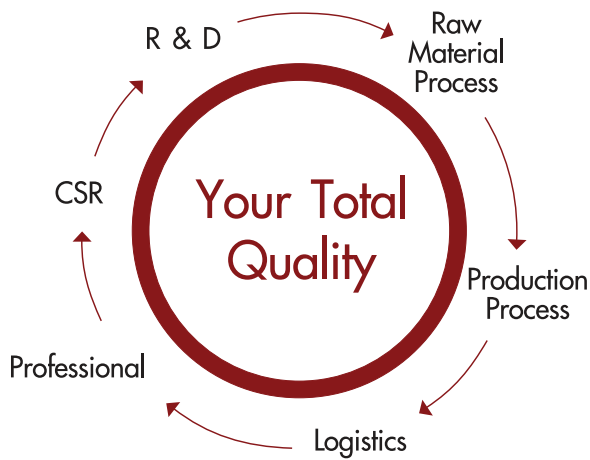 R & D
Raw
Material
Process
Production
Process
Logistics
Professional
CSR
Your Total
Quality